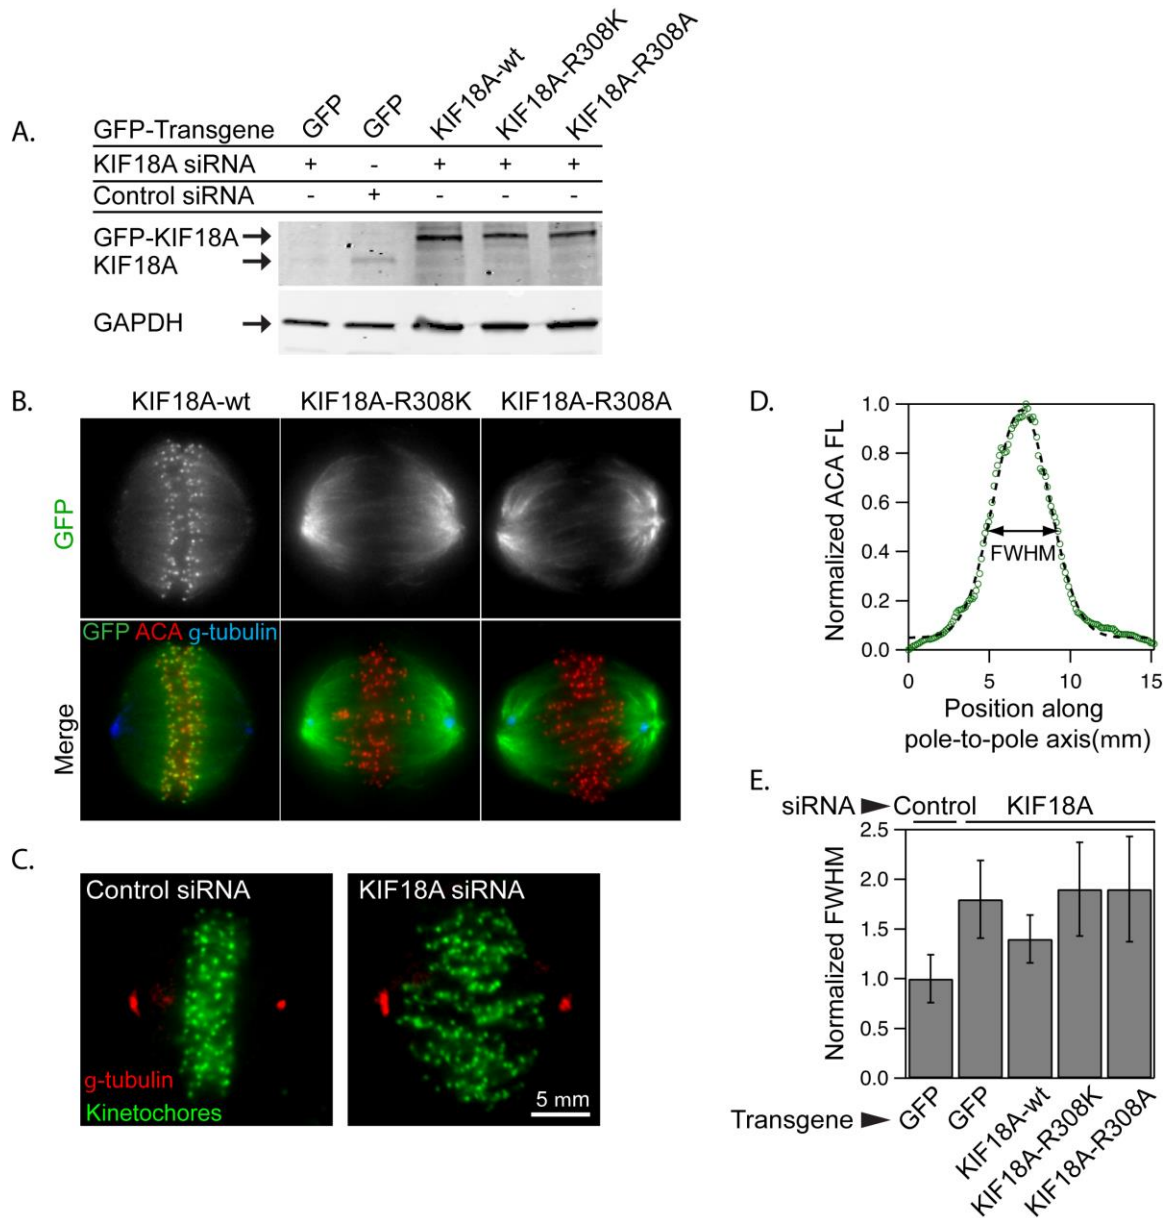 A.
GFP-Transgene GFP GFP KIF18A-wt KIF18A-R308K KIF18A-R308A
KIF18A siRNA + - + + +
Control siRNA - + - - -
GFP-KIF18A
KIF18A
GAPDH
B.
KIF18A-wt KIF18A-R308K KIF18A-R308A
GFP
GFP ACA g-tubulin
Merge
C.
Control siRNA KIF18A siRNA
g-tubulin
Kinetochores
5 mm
D.
Normalized ACA FL
1.0
0.8
0.6
0.4
0.2
0.0
FWHM
0 5 10 15
Position along
pole-to-pole axis(mm)
E.
siRNA Control KIF18A
Normalized FWHM
2.5
2.0
1.5
1.0
0.5
0.0
Transgene GFP GFP KIF18A-wt KIF18A-R308K KIF18A-R308A